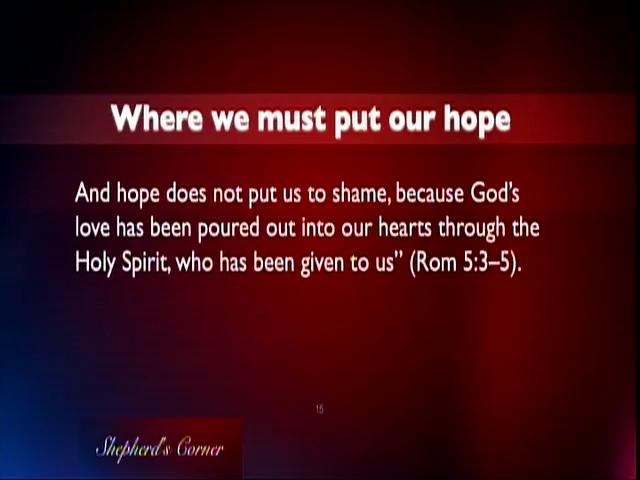 Where we must put our hope
And hope does not put us to shame, because God's
love has been poured out into our hearts through the
Holy Spirit, who has been given to us” (Rom 5:3–5).
15
Shepherd's Corner